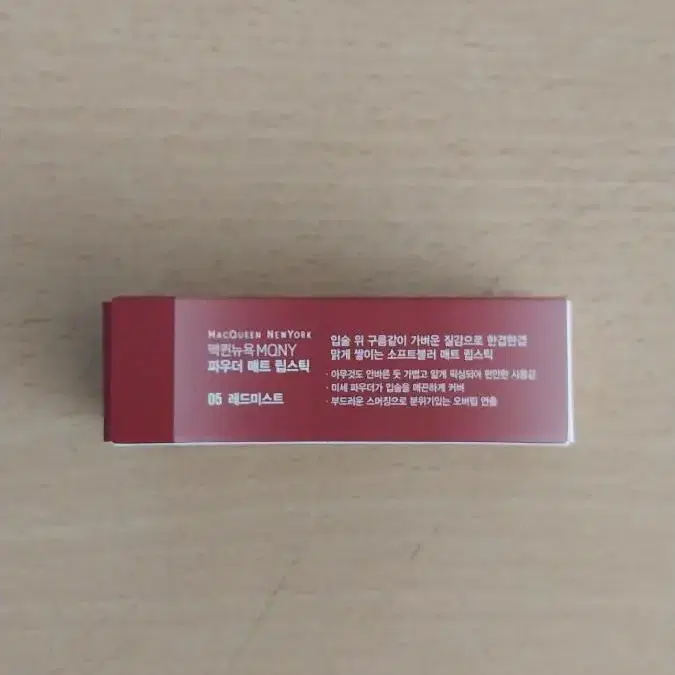 MACQUEEN NEWYORK
맥퀸뉴욕 MQNY
파우더 매트 립스틱
05 레드미스트
입술 위 구름같이 가벼운 질감으로 한겹한겹
맑게 쌓이는 소프트블러 매트 립스틱
· 아무것도 안바른 듯 가볍고 얇게 믹싱되어 편안한 사용감
· 미세 파우더가 입술을 매끈하게 커버
· 부드러운 스머징으로 분위기있는 오버립 연출